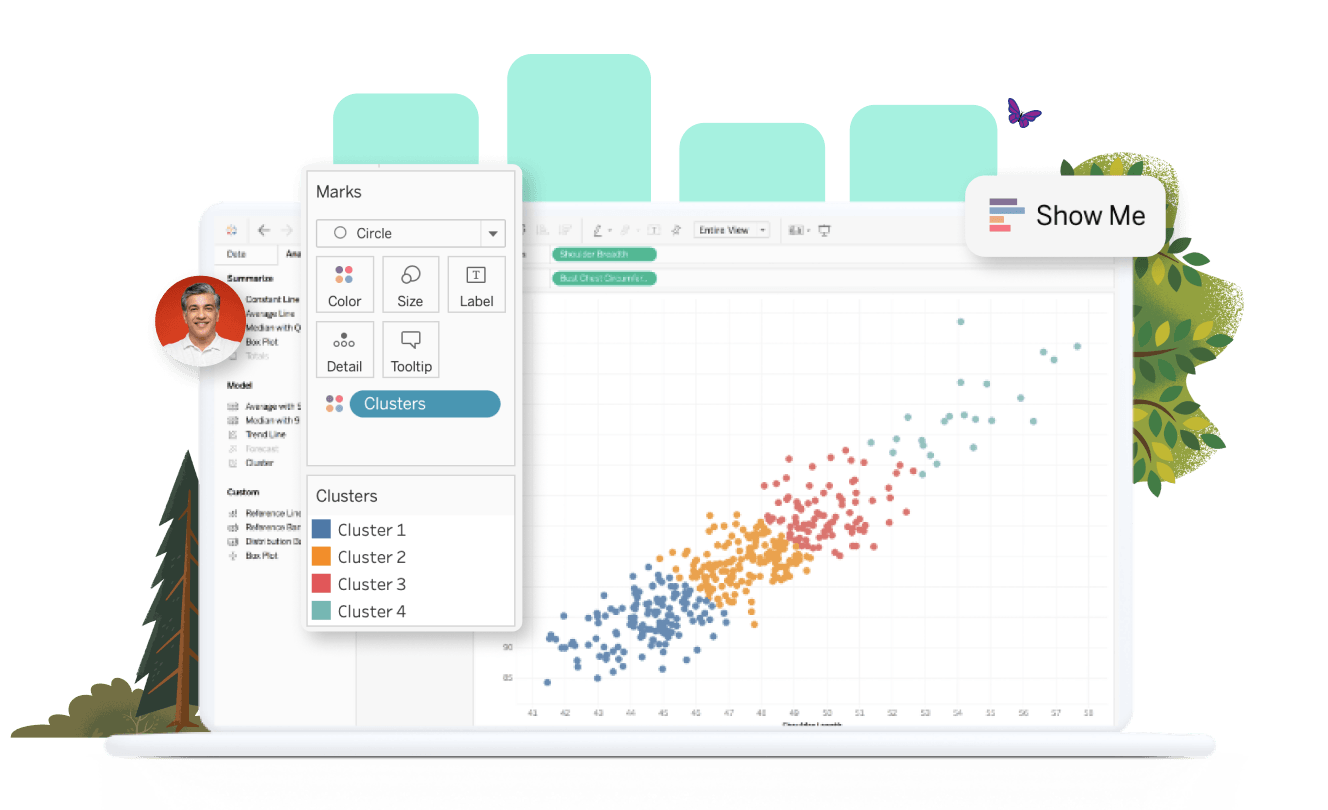 Marks
Circle
Color
Size
Label
Detail
Tooltip
Clusters
Clusters
Cluster 1
Cluster 2
Cluster 3
Cluster 4
Show Me
Entire View
Shoulder Breadth
Bust Chest Circumfer..
Data
Ana
Summarize
Constant Line
Average Line
Median with Q
Box Plot
Totals
Model
Average with
Median with 9
Trend Line
Forecast
Cluster
Custom
Reference Line
Reference Ban
Distribution Ba
Box Plot
90
85
41 42 43 44 45 46 47 48 49 50 51 52 53 54 55 56 57 58
Shoulder Length